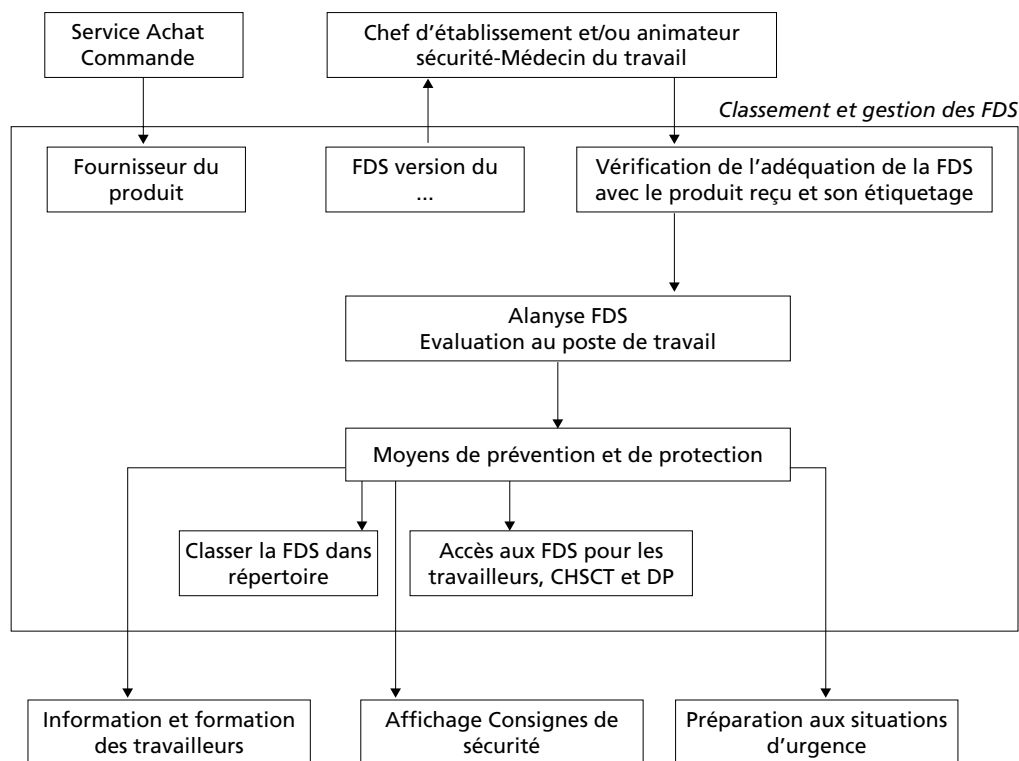 Service Achat
Commande
Chef d'établissement et/ou animateur
sécurité-Médecin du travail
Classement et gestion des FDS
Fournisseur du
produit
FDS version du
...
Vérification de l'adéquation de la FDS
avec le produit reçu et son étiquetage
Alanyse FDS
Evaluation au poste de travail
Moyens de prévention et de protection
Classer la FDS dans
répertoire
Accès aux FDS pour les
travailleurs, CHSCT et DP
Information et formation
des travailleurs
Affichage Consignes de
sécurité
Préparation aux situations
d'urgence